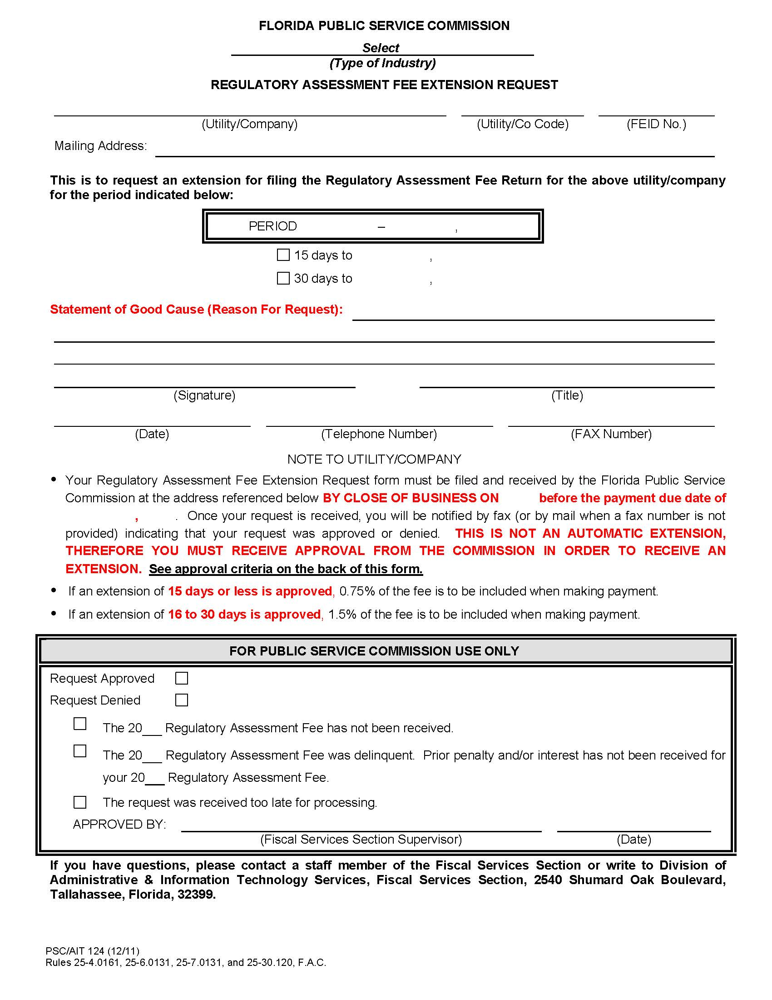 FLORIDA PUBLIC SERVICE COMMISSION
Select
(Type of Industry)
REGULATORY ASSESSMENT FEE EXTENSION REQUEST
(Utility/Company) (Utility/Co Code) (FEID No.)
Mailing Address:
This is to request an extension for filing the Regulatory Assessment Fee Return for the above utility/company
for the period indicated below:
PERIOD – ,
15 days to ,
30 days to ,
Statement of Good Cause (Reason For Request):
(Signature) (Title)
(Date) (Telephone Number) (FAX Number)
NOTE TO UTILITY/COMPANY
• Your Regulatory Assessment Fee Extension Request form must be filed and received by the Florida Public Service
Commission at the address referenced below BY CLOSE OF BUSINESS ON before the payment due date of
, . Once your request is received, you will be notified by fax (or by mail when a fax number is not
provided) indicating that your request was approved or denied. THIS IS NOT AN AUTOMATIC EXTENSION,
THEREFORE YOU MUST RECEIVE APPROVAL FROM THE COMMISSION IN ORDER TO RECEIVE AN
EXTENSION. See approval criteria on the back of this form.
• If an extension of 15 days or less is approved, 0.75% of the fee is to be included when making payment.
• If an extension of 16 to 30 days is approved, 1.5% of the fee is to be included when making payment.
FOR PUBLIC SERVICE COMMISSION USE ONLY
Request Approved
Request Denied
The 20___ Regulatory Assessment Fee has not been received.
The 20___ Regulatory Assessment Fee was delinquent. Prior penalty and/or interest has not been received for
your 20___ Regulatory Assessment Fee.
The request was received too late for processing.
APPROVED BY:
(Fiscal Services Section Supervisor) (Date)
If you have questions, please contact a staff member of the Fiscal Services Section or write to Division of
Administrative & Information Technology Services, Fiscal Services Section, 2540 Shumard Oak Boulevard,
Tallahassee, Florida, 32399.
PSC/AIT 124 (12/11)
Rules 25-4.0161, 25-6.0131, 25-7.0131, and 25-30.120, F.A.C.